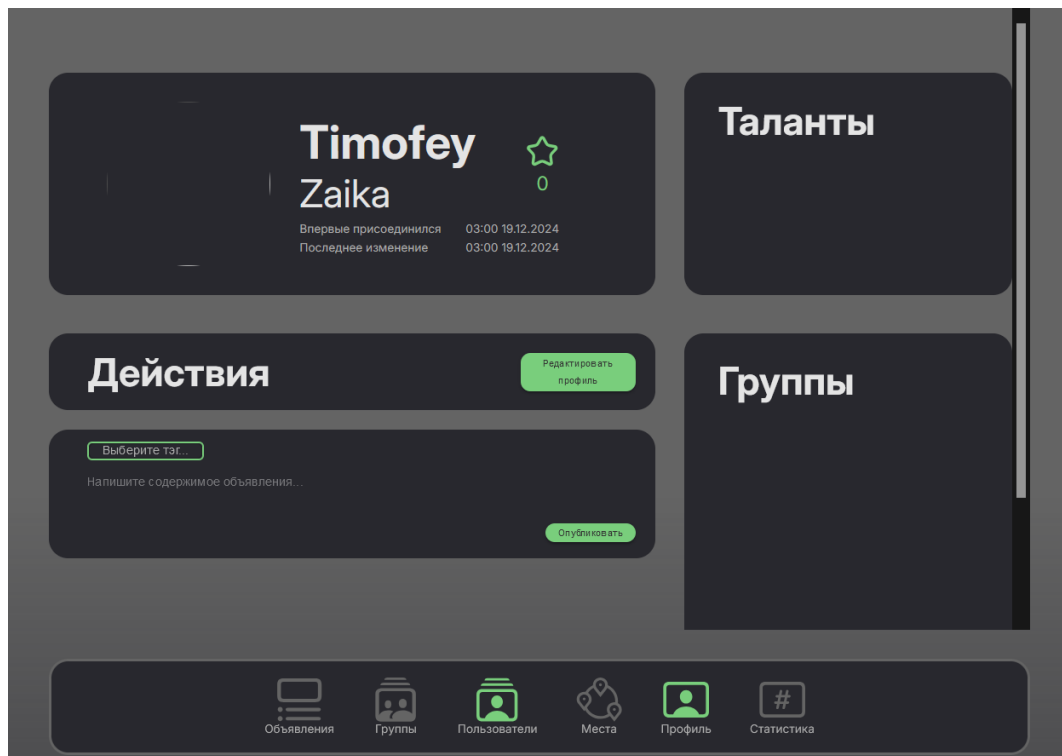 Timofey
Zaika
0
Впервые присоединился 03:00 19.12.2024
Последнее изменение 03:00 19.12.2024
Таланты
Действия
Редактировать
профиль
Группы
Выберите тэг...
Напишите содержимое объявления...
Опубликовать
Объявления
Группы
Пользователи
Места
#
Профиль
Статистика